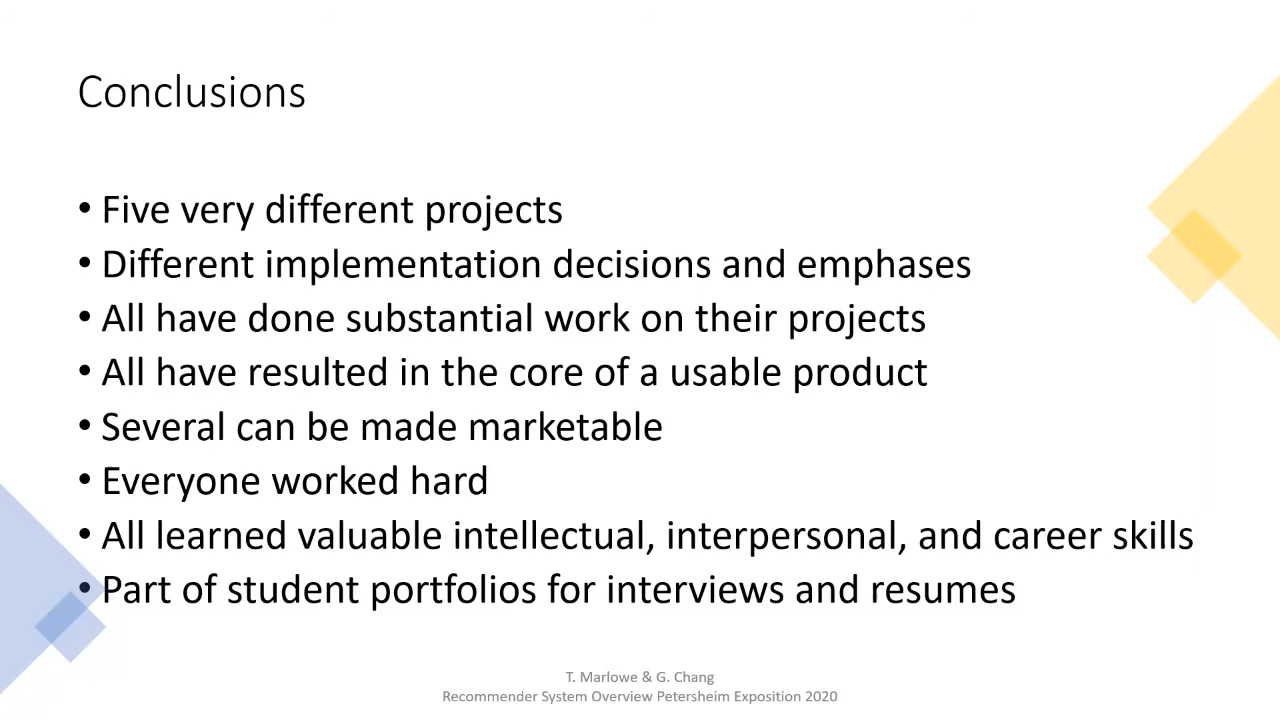 Conclusions
• Five very different projects
• Different implementation decisions and emphases
• All have done substantial work on their projects
• All have resulted in the core of a usable product
• Several can be made marketable
• Everyone worked hard
• All learned valuable intellectual, interpersonal, and career skills
• Part of student portfolios for interviews and resumes
T. Marlowe & G. Chang
Recommender System Overview Petersheim Exposition 2020